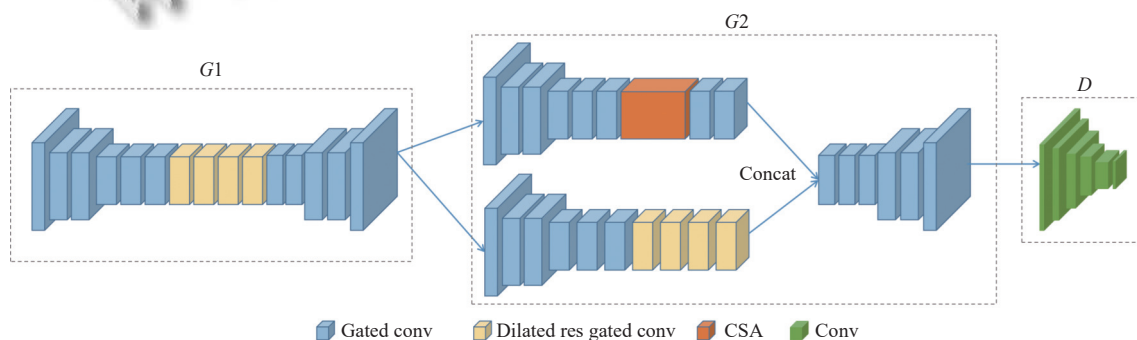 G1
G2
D
Concat
Gated conv
Dilated res gated conv
CSA
Conv